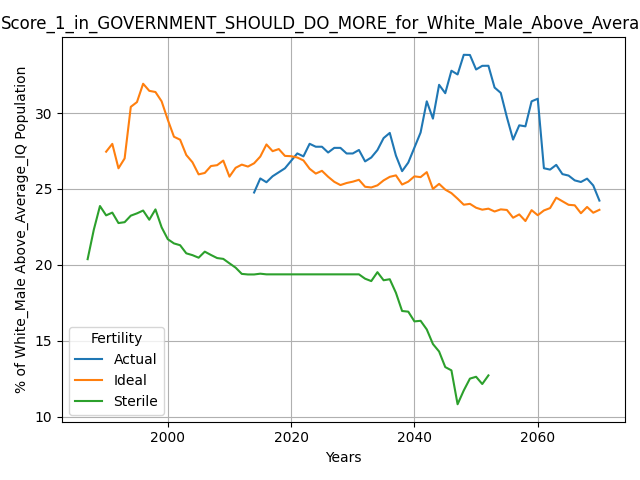 Score_1_in_GOVERNMENT_SHOULD_DO_MORE_for_White_Male_Above_Avera
% of White_Male Above_Average_IQ Population
30
25
20
15
10
Fertility
Actual
Ideal
Sterile
2000 2020 2040 2060
Years